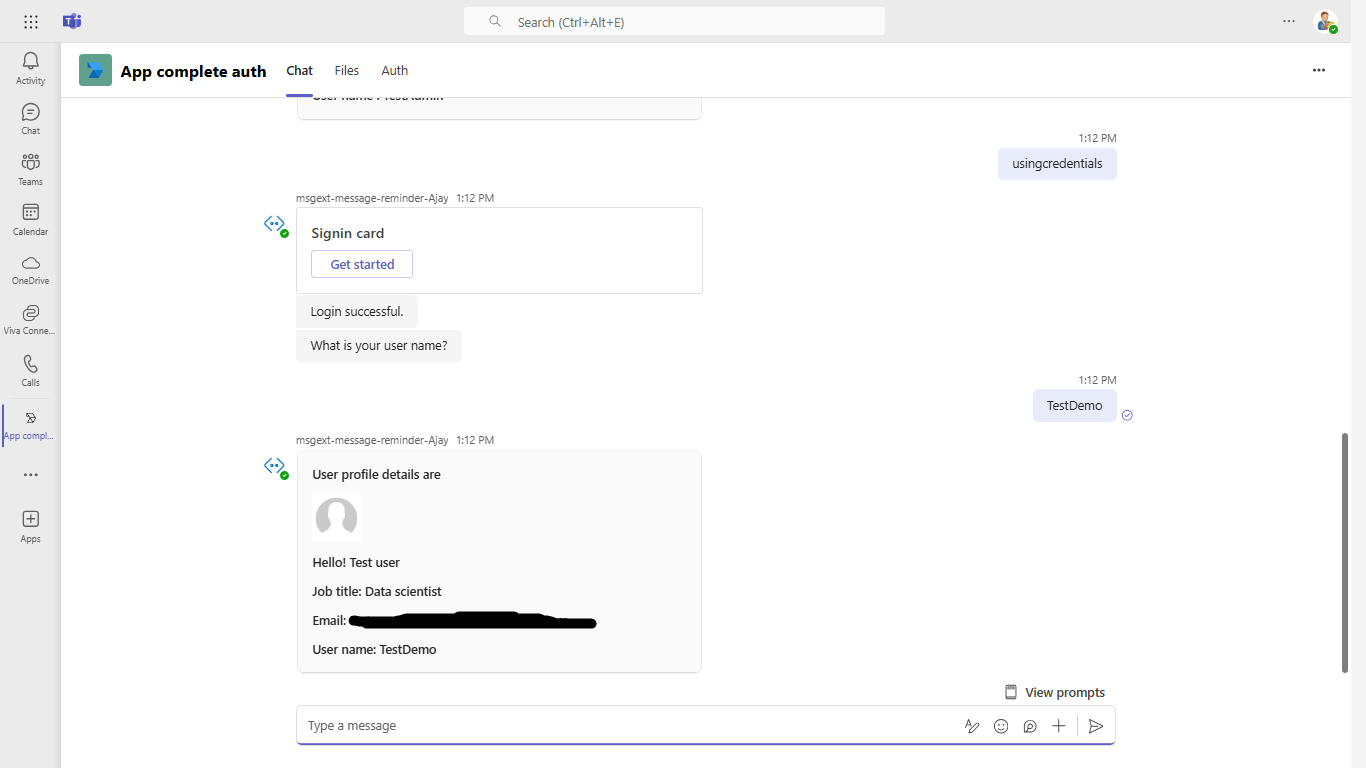 Search (Ctrl+Alt+E)
Activity
Chat
Teams
Calendar
OneDrive
Viva Conne...
Calls
App compl...
Apps
App complete auth
Chat
Files
Auth
User name : TestAdmin
1:12 PM
usingcredentials
msgext-message-reminder-Ajay 1:12 PM
Signin card
Get started
Login successful.
What is your user name?
1:12 PM
TestDemo
msgext-message-reminder-Ajay 1:12 PM
User profile details are
Hello! Test user
Job title: Data scientist
Email:
User name: TestDemo
View prompts
Type a message